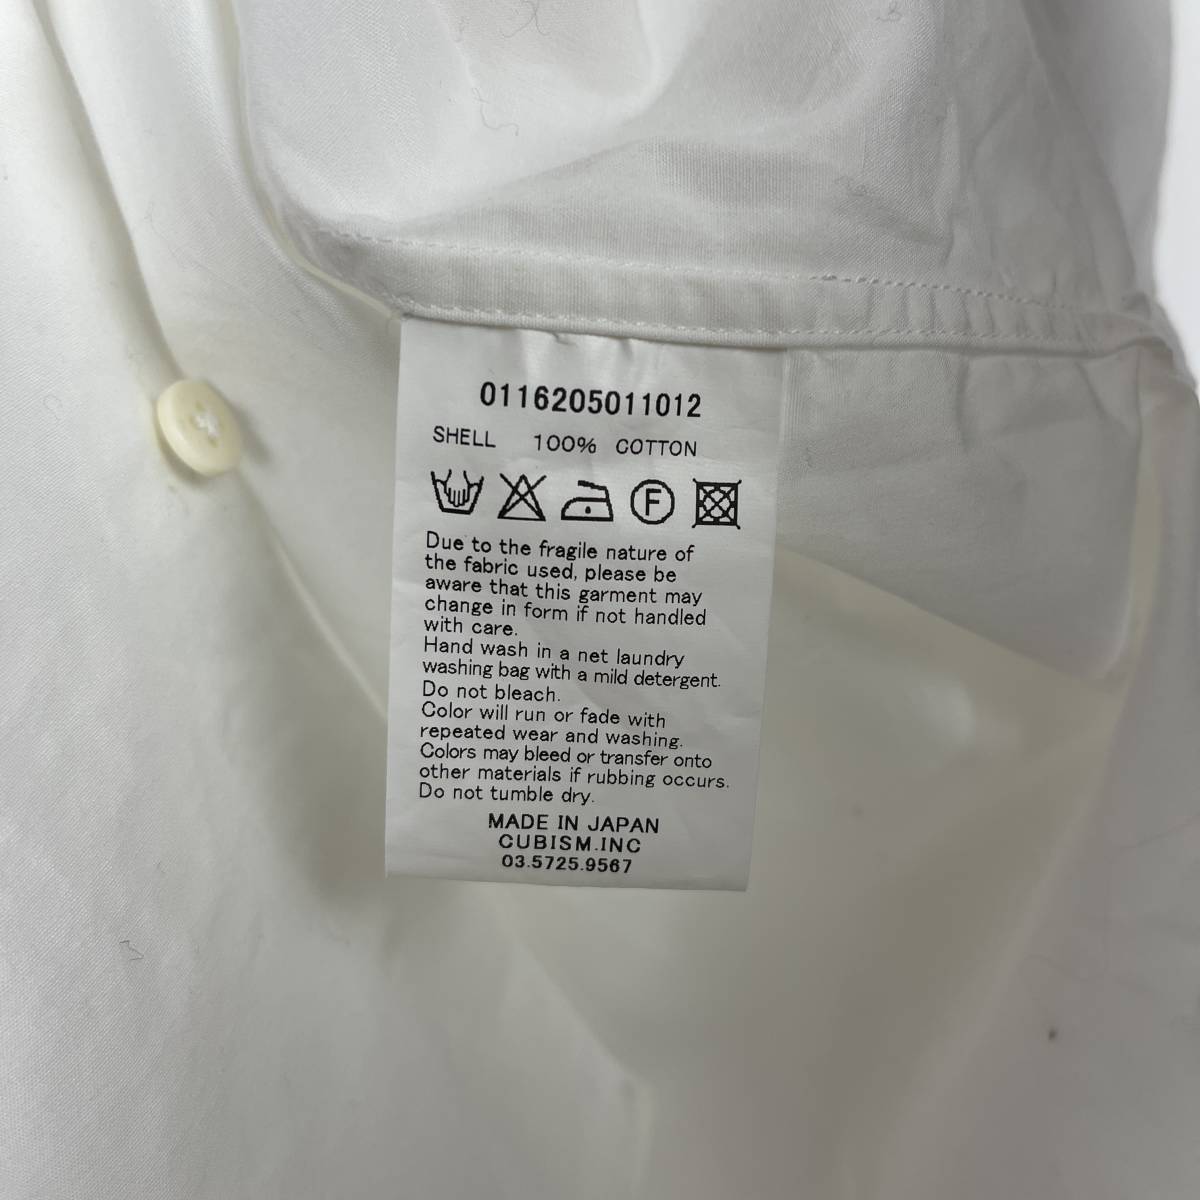 0116205011012
SHELL 100% COTTON
F
Due to the fragile nature of
the fabric used, please be
aware that this garment may
change in form if not handled
with care.
Hand wash in a net laundry
washing bag with a mild detergent.
Do not bleach.
Color will run or fade with
repeated wear and washing.
Colors may bleed or transfer onto
other materials if rubbing occurs.
Do not tumble dry.
MADE IN JAPAN
CUBISM.INC
03.5725.9567